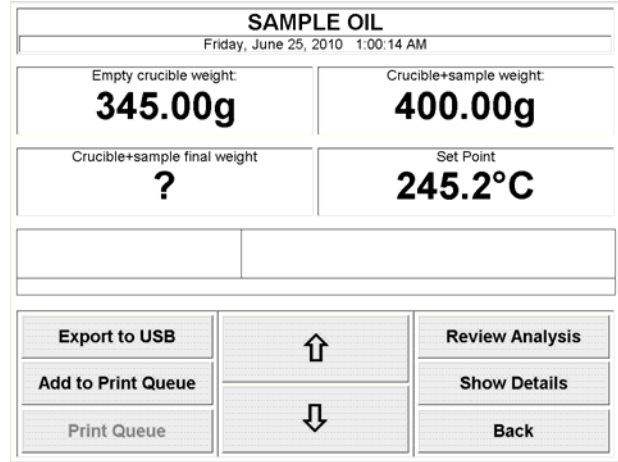 SAMPLE OIL
Friday, June 25, 2010 1:00:14 AM
Empty crucible weight:
345.00g
Crucible+sample weight:
400.00g
Crucible+sample final weight
?
Set Point
245.2°C
Export to USB
Add to Print Queue
Print Queue
⇧
⇩
Review Analysis
Show Details
Back